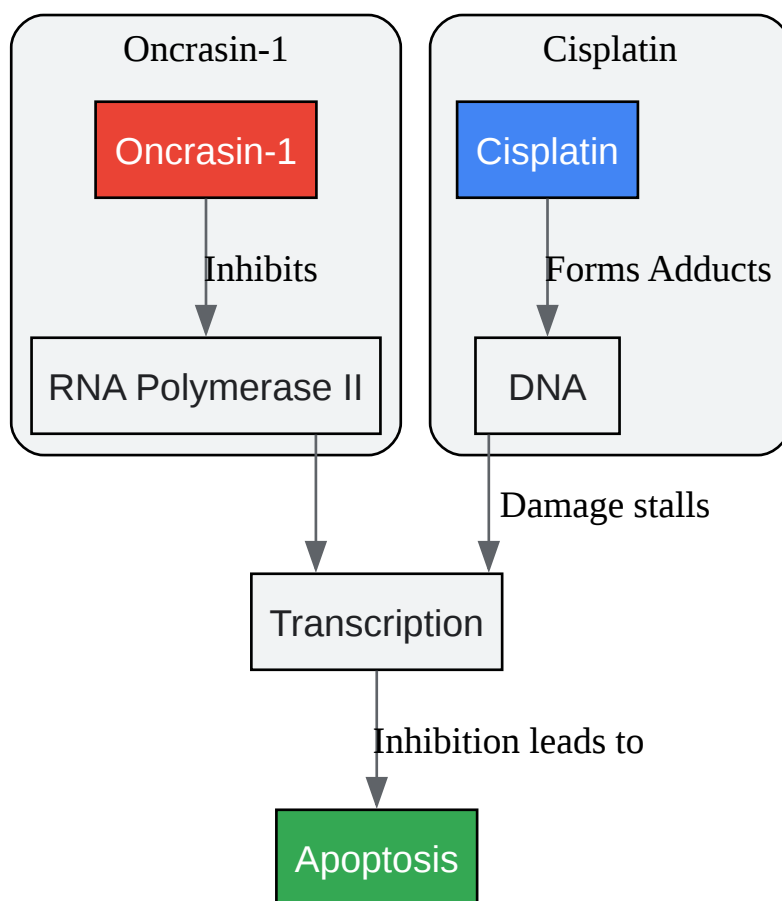 Oncrasin-1
Cisplatin
Oncrasin-1
Cisplatin
Inhibits
Forms Adducts
RNA Polymerase II
DNA
Damage stalls
Transcription
Inhibition leads to
Apoptosis